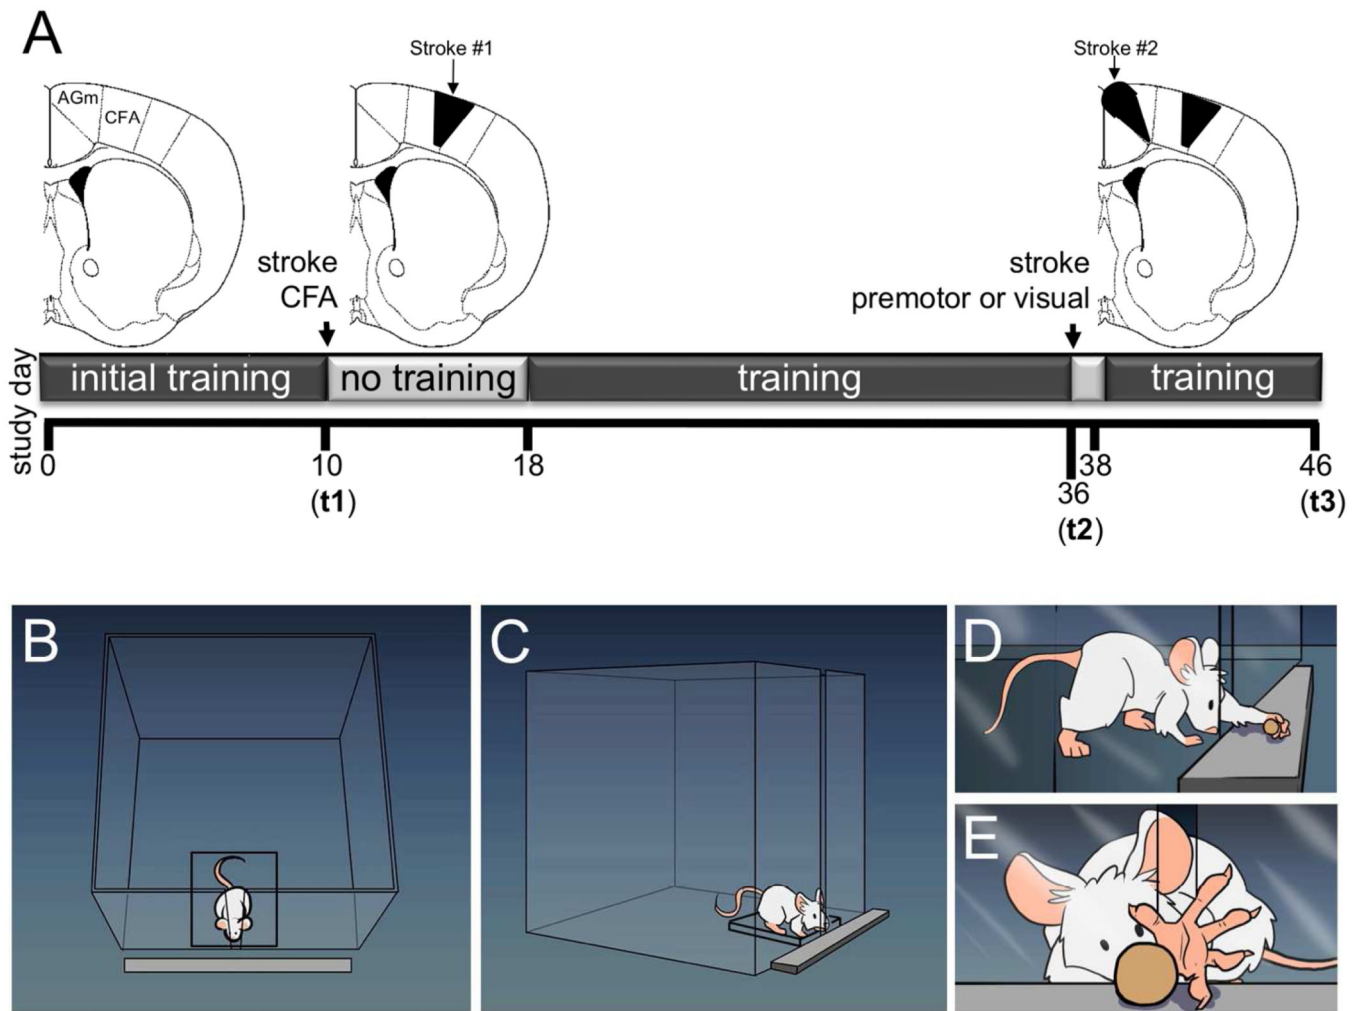 A
Stroke #1
Stroke #2
AGm
CFA
stroke
CFA
stroke
premotor or visual
study day
initial training
no training
training
training
0
10
18
36
38
46
(t1)
(t2)
(t3)
B
C
D
E